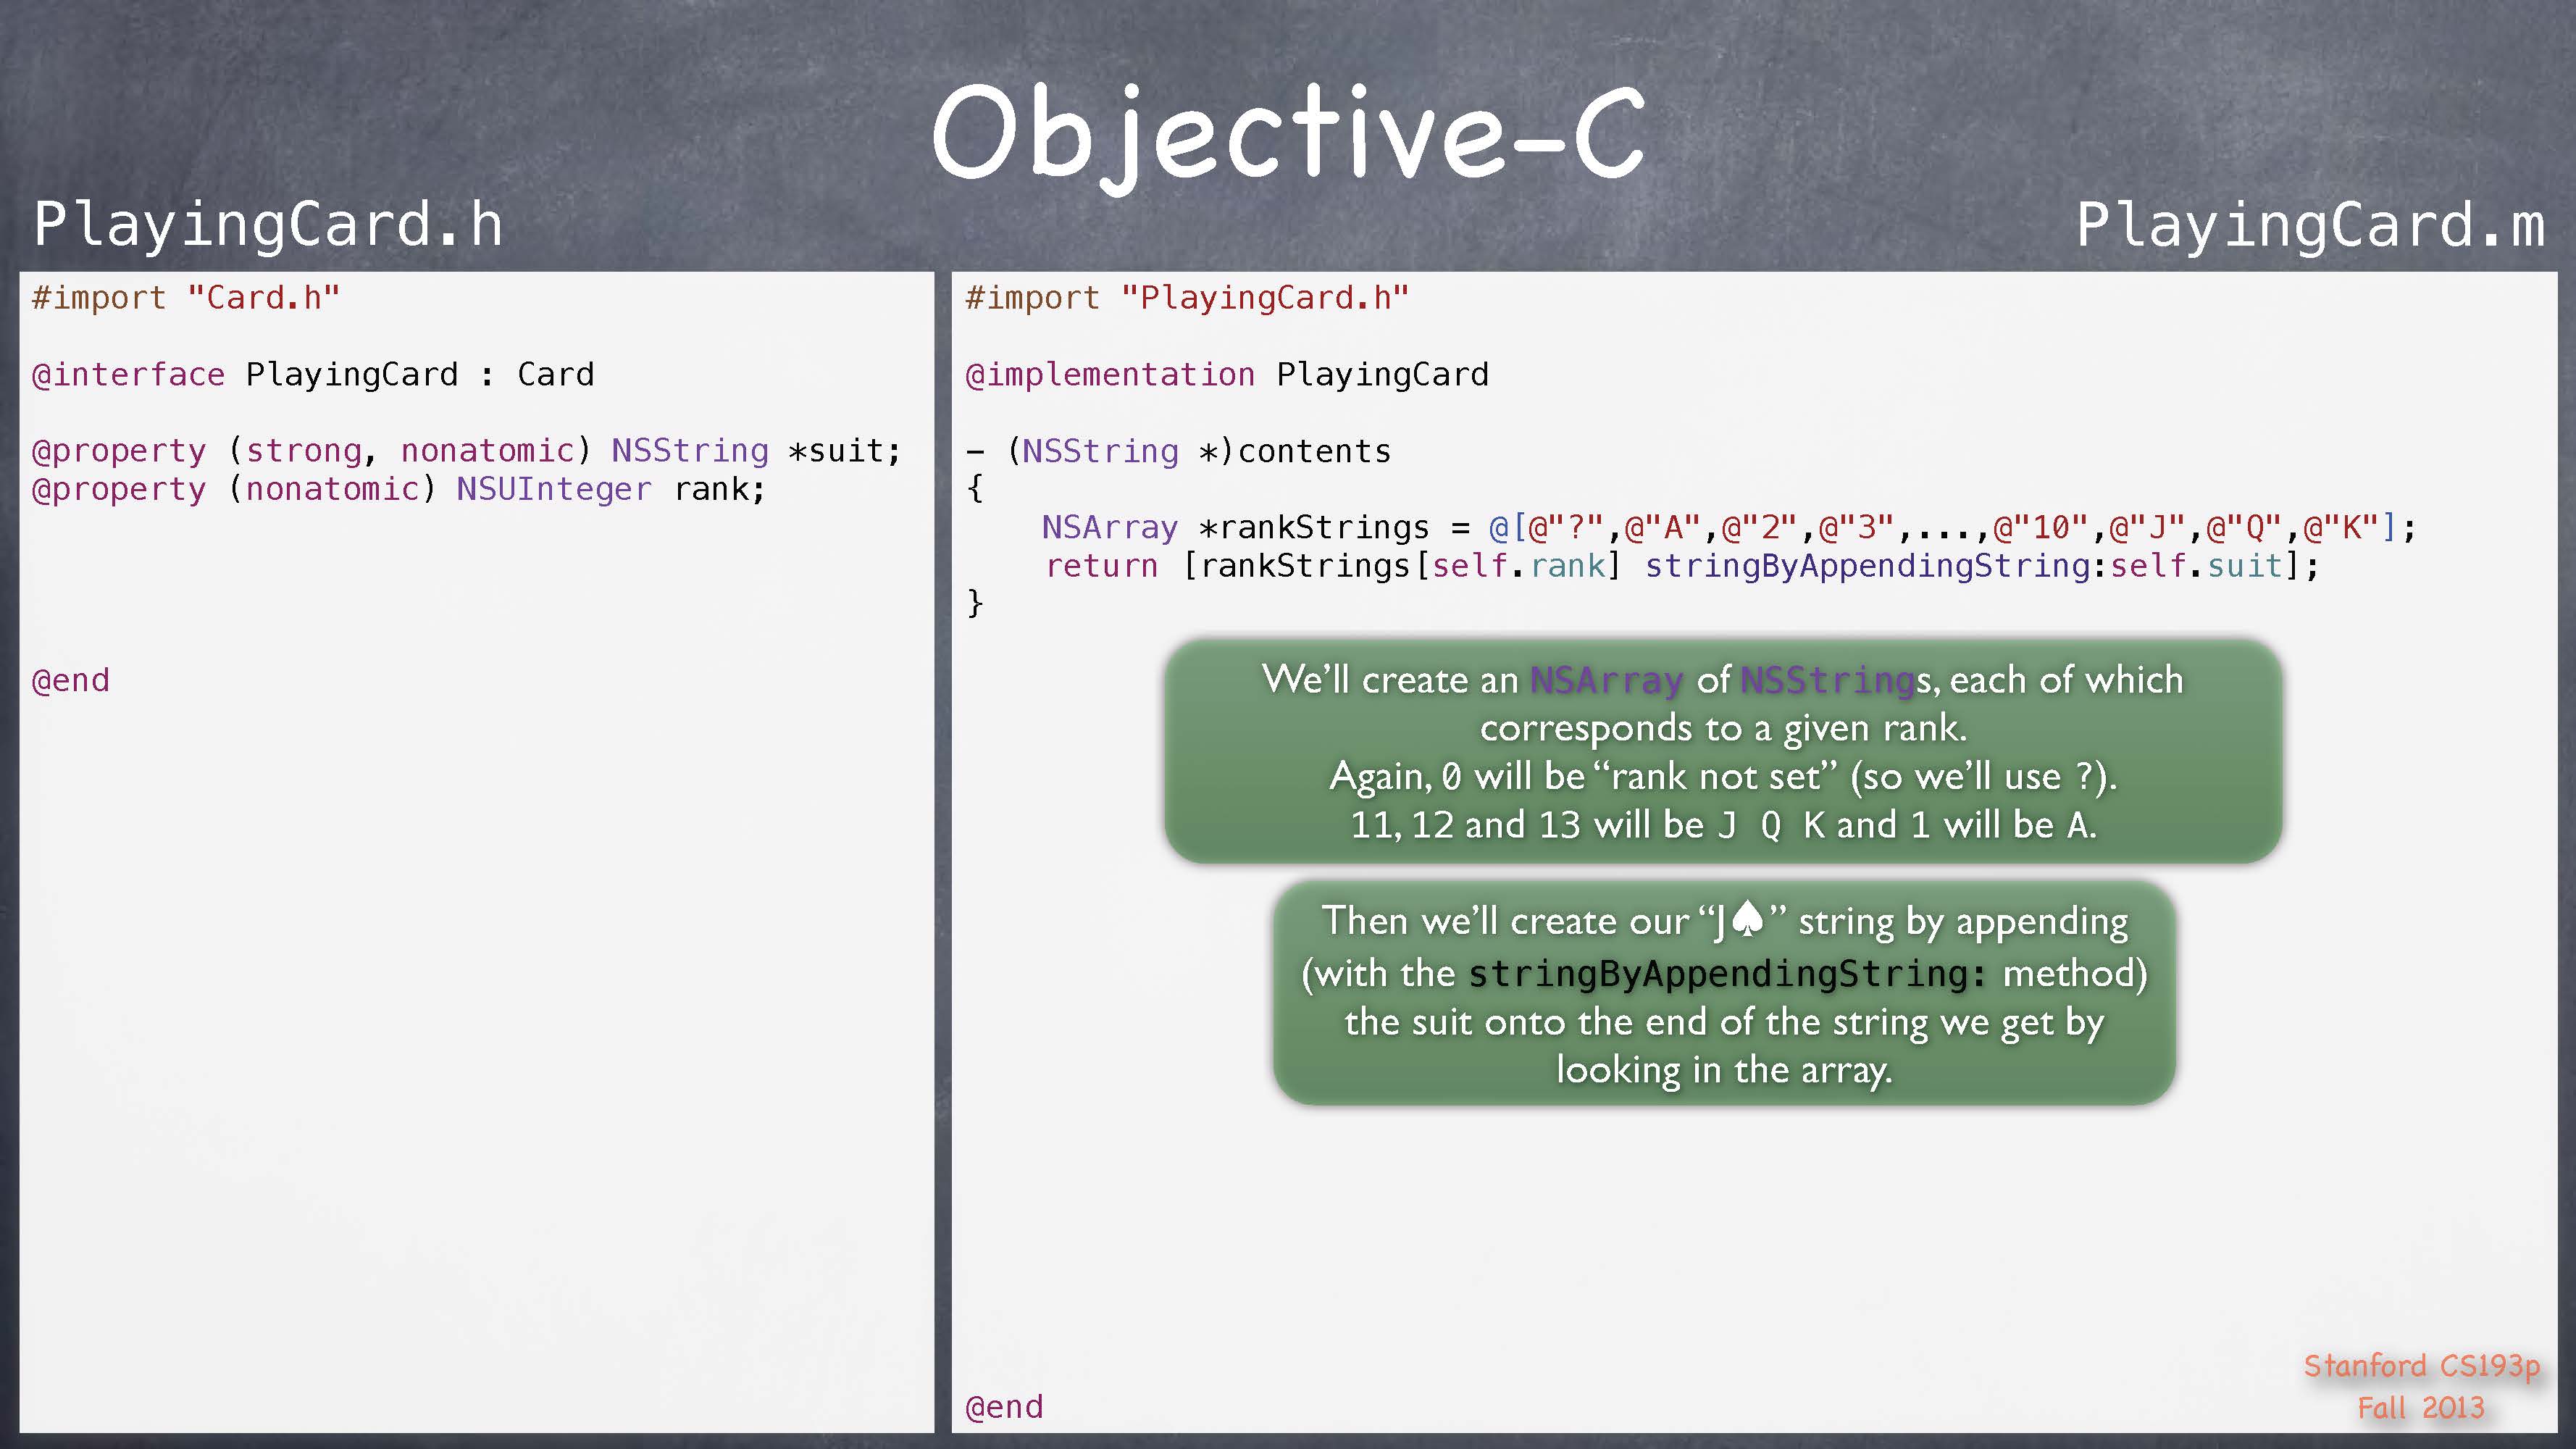 Objective-C
PlayingCard.h
#import "Card.h"
@interface PlayingCard : Card
@property (strong, nonatomic) NSString *suit;
@property (nonatomic) NSUInteger rank;
@end
PlayingCard.m
#import "PlayingCard.h"
@implementation PlayingCard
- (NSString *)contents
{
    NSArray *rankStrings = @[@"?",@"A",@"2",@"3",...,@"10",@"J",@"Q",@"K"];
    return [rankStrings[self.rank] stringByAppendingString:self.suit];
}
We’ll create an NSArray of NSStrings, each of which
corresponds to a given rank.
Again, 0 will be “rank not set” (so we’ll use ?).
11, 12 and 13 will be J Q K and 1 will be A.
Then we’ll create our “J♠” string by appending
(with the stringByAppendingString: method)
the suit onto the end of the string we get by
looking in the array.
@end
Stanford CS193p
Fall 2013